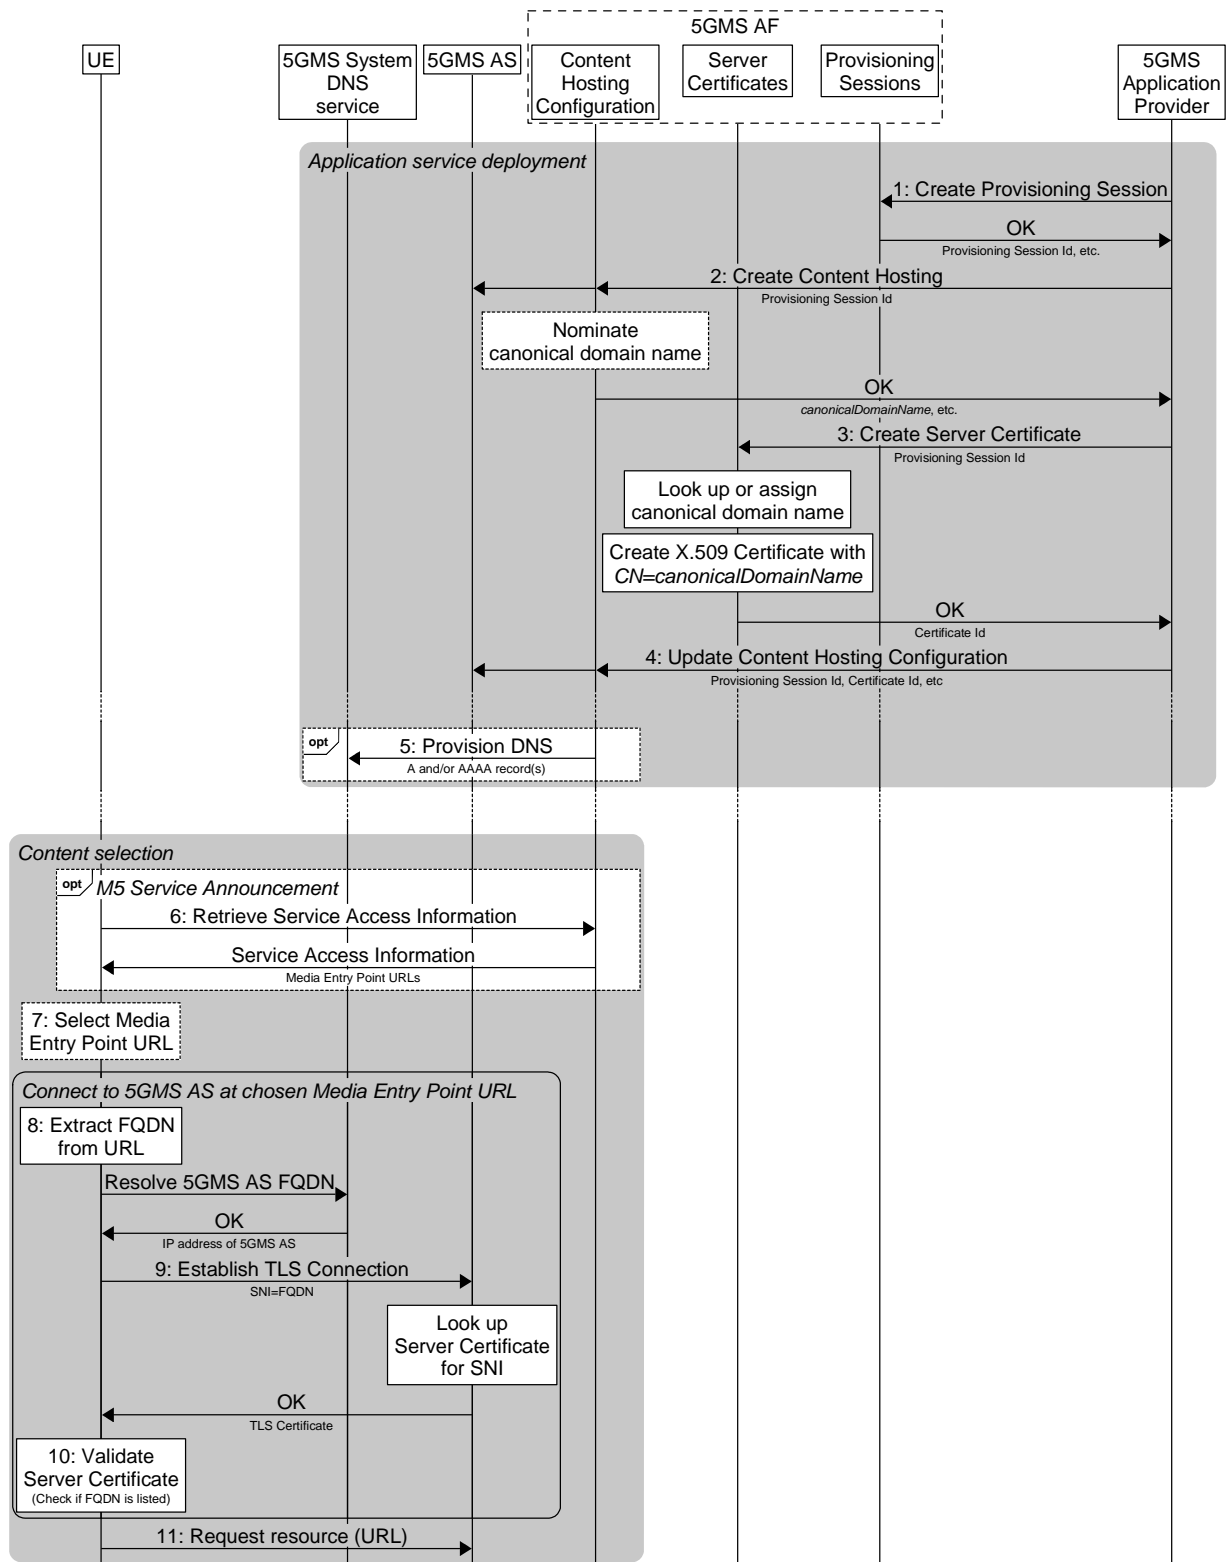 5GMS AF
UE
5GMS System
DNS
service
5GMS AS
Content
Hosting
Configuration
Server
Certificates
Provisioning
Sessions
5GMS
Application
Provider
Application service deployment
1: Create Provisioning Session
OK
Provisioning Session Id, etc.
2: Create Content Hosting
Provisioning Session Id
Nominate
canonical domain name
OK
canonicalDomainName, etc.
3: Create Server Certificate
Provisioning Session Id
Look up or assign
canonical domain name
Create X.509 Certificate with
CN=canonicalDomainName
OK
Certificate Id
4: Update Content Hosting Configuration
Provisioning Session Id, Certificate Id, etc
opt
5: Provision DNS
A and/or AAAA record(s)
Content selection
opt
M5 Service Announcement
6: Retrieve Service Access Information
Service Access Information
Media Entry Point URLs
7: Select Media
Entry Point URL
Connect to 5GMS AS at chosen Media Entry Point URL
8: Extract FQDN
from URL
Resolve 5GMS AS FQDN
OK
IP address of 5GMS AS
9: Establish TLS Connection
SNI=FQDN
Look up
Server Certificate
for SNI
OK
TLS Certificate
10: Validate
Server Certificate
(Check if FQDN is listed)
11: Request resource (URL)